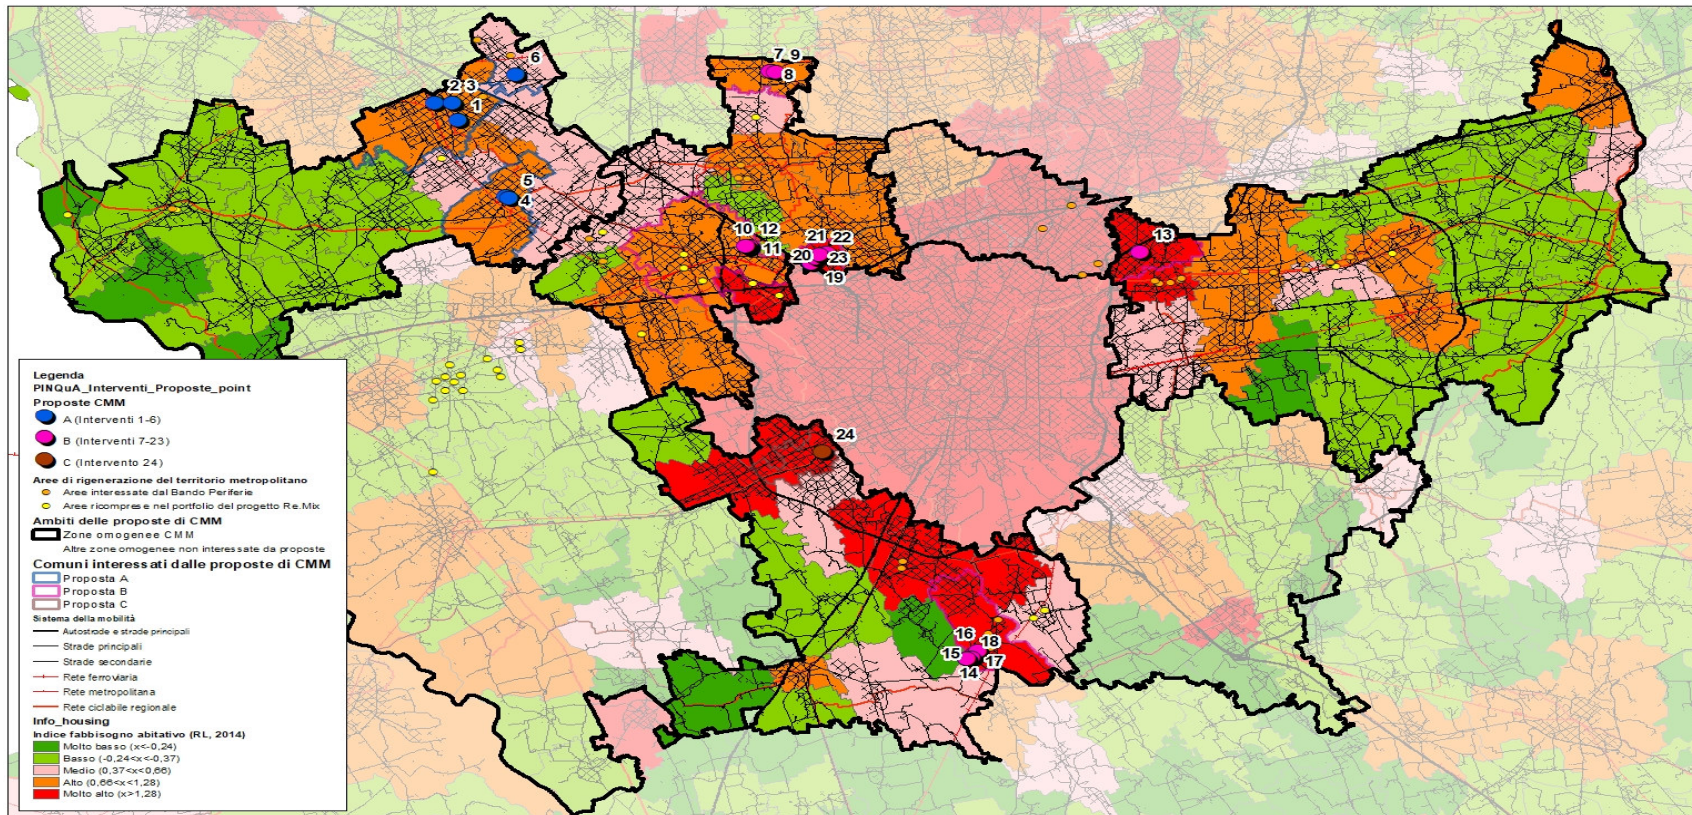 7 9
8
6
2 3
1
5
4
10 12
11
21 22
20 23
19
13
24
16
18
15 17
14
Legenda
PINQuA_Interventi_Proposte_point
Proposte CMM
A (Interventi 1-6)
B (Interventi 7-23)
C (Intervento 24)
Aree di rigenerazione del territorio metropolitano
Aree interessate dal Bando Periferie
Aree ricomprese nel portfolio del progetto Re.Mix
Ambiti delle proposte di CMM
Zone omogenee CMM
Altre zone omogenee non interessate da proposte
Comuni interessati dalle proposte di CMM
Proposta A
Proposta B
Proposta C
Sistema della mobilità
Autostrade e strade principali
Strade principali
Strade secondarie
Rete ferroviaria
Rete metropolitana
Rete ciclabile regionale
Info_housing
Indice fabbisogno abitativo (RL, 2014)
Molto basso (x<-0,24)
Basso (-0,24<x<-0,37)
Medio (0,37<x<0,66)
Alto (0,66<x<1,28)
Molto alto (x>1,28)